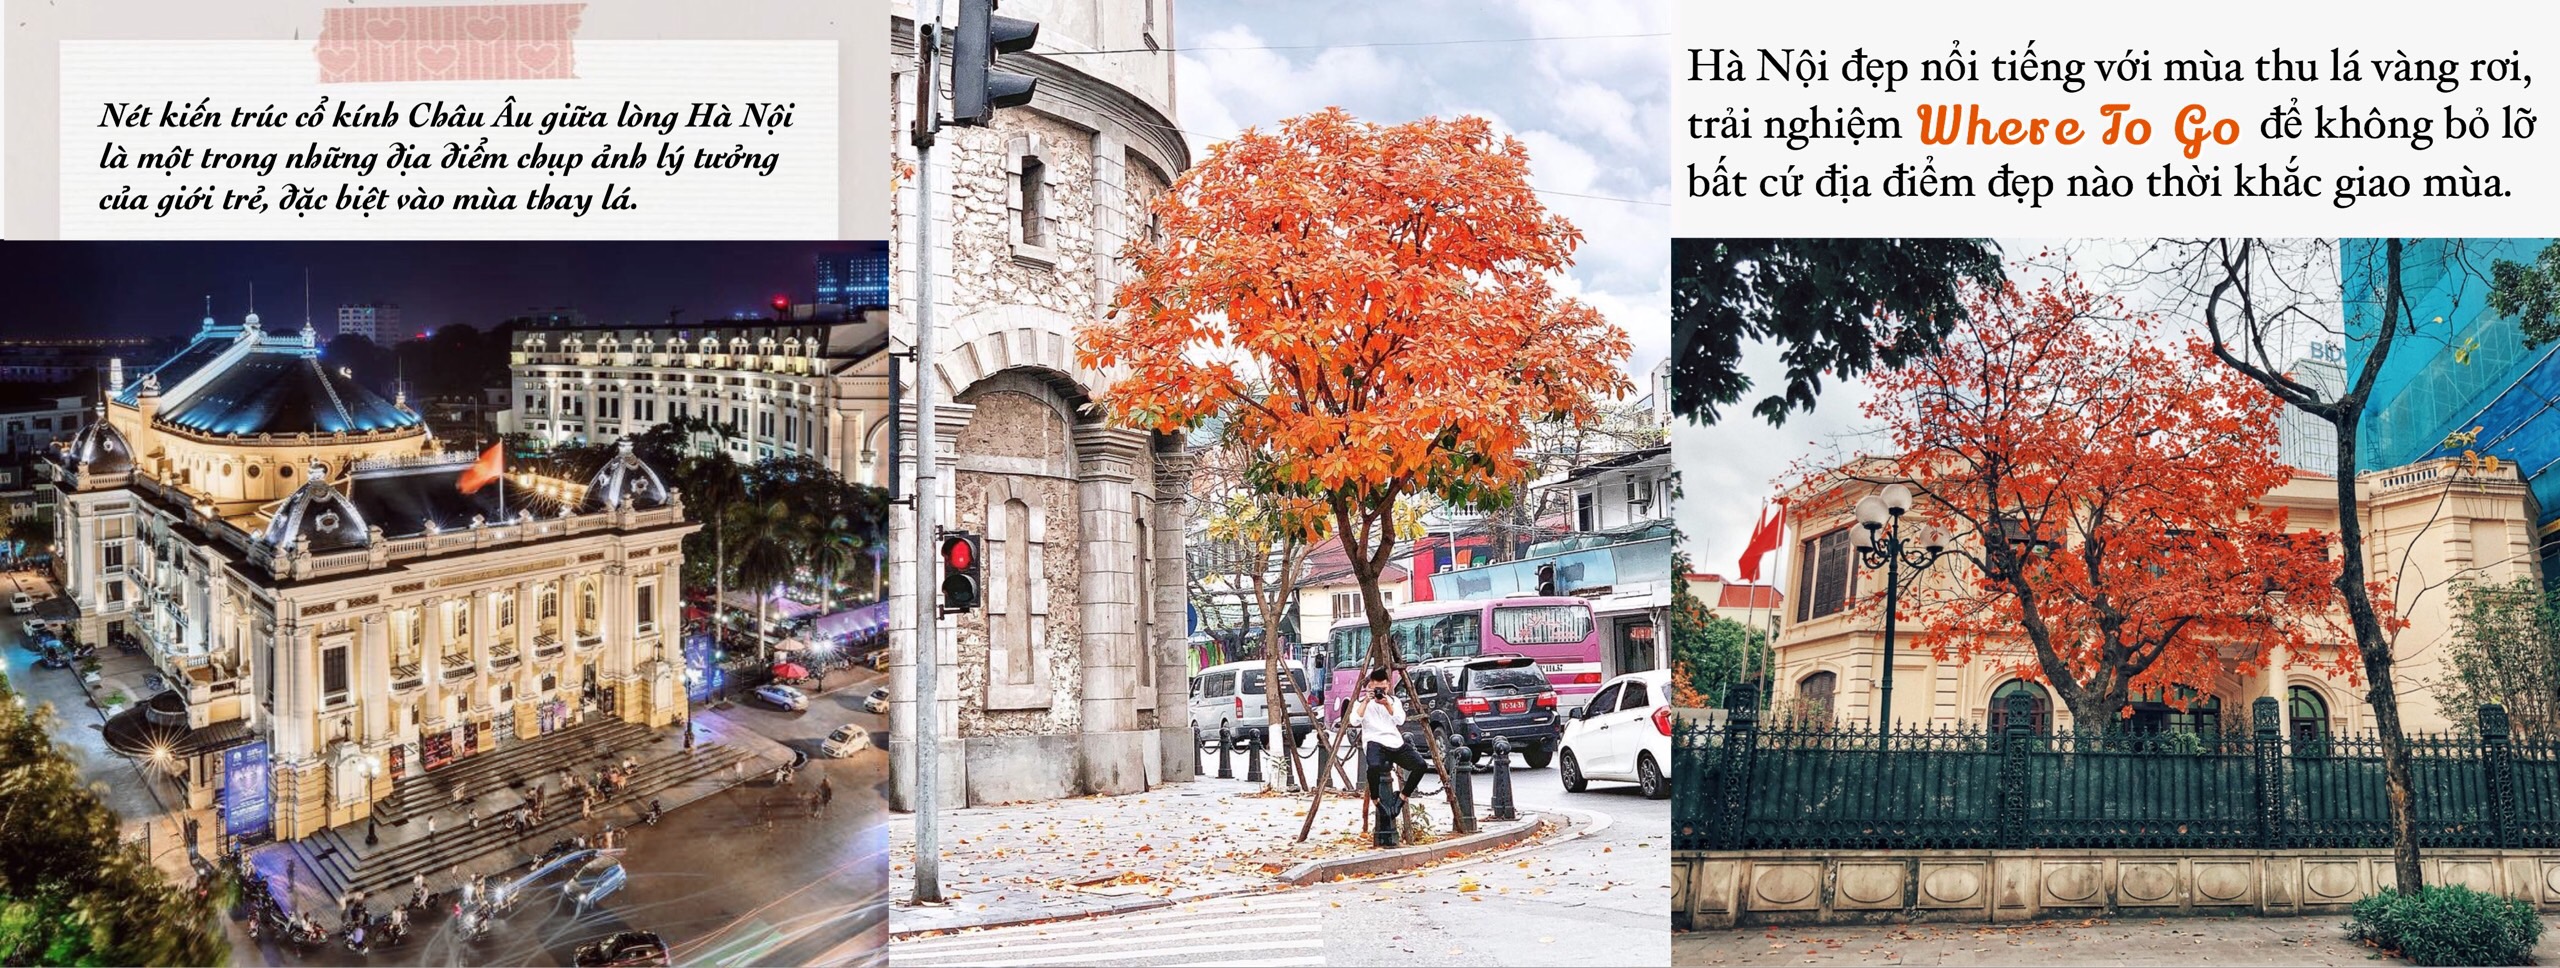 Nét kiến trúc cổ kính Châu Âu giữa lòng Hà Nội
là một trong những địa điểm chụp ảnh lý tưởng
của giới trẻ, đặc biệt vào mùa thay lá.
Hà Nội đẹp nổi tiếng với mùa thu lá vàng rơi,
trải nghiệm Where To Go để không bỏ lỡ
bất cứ địa điểm đẹp nào thời khắc giao mùa.